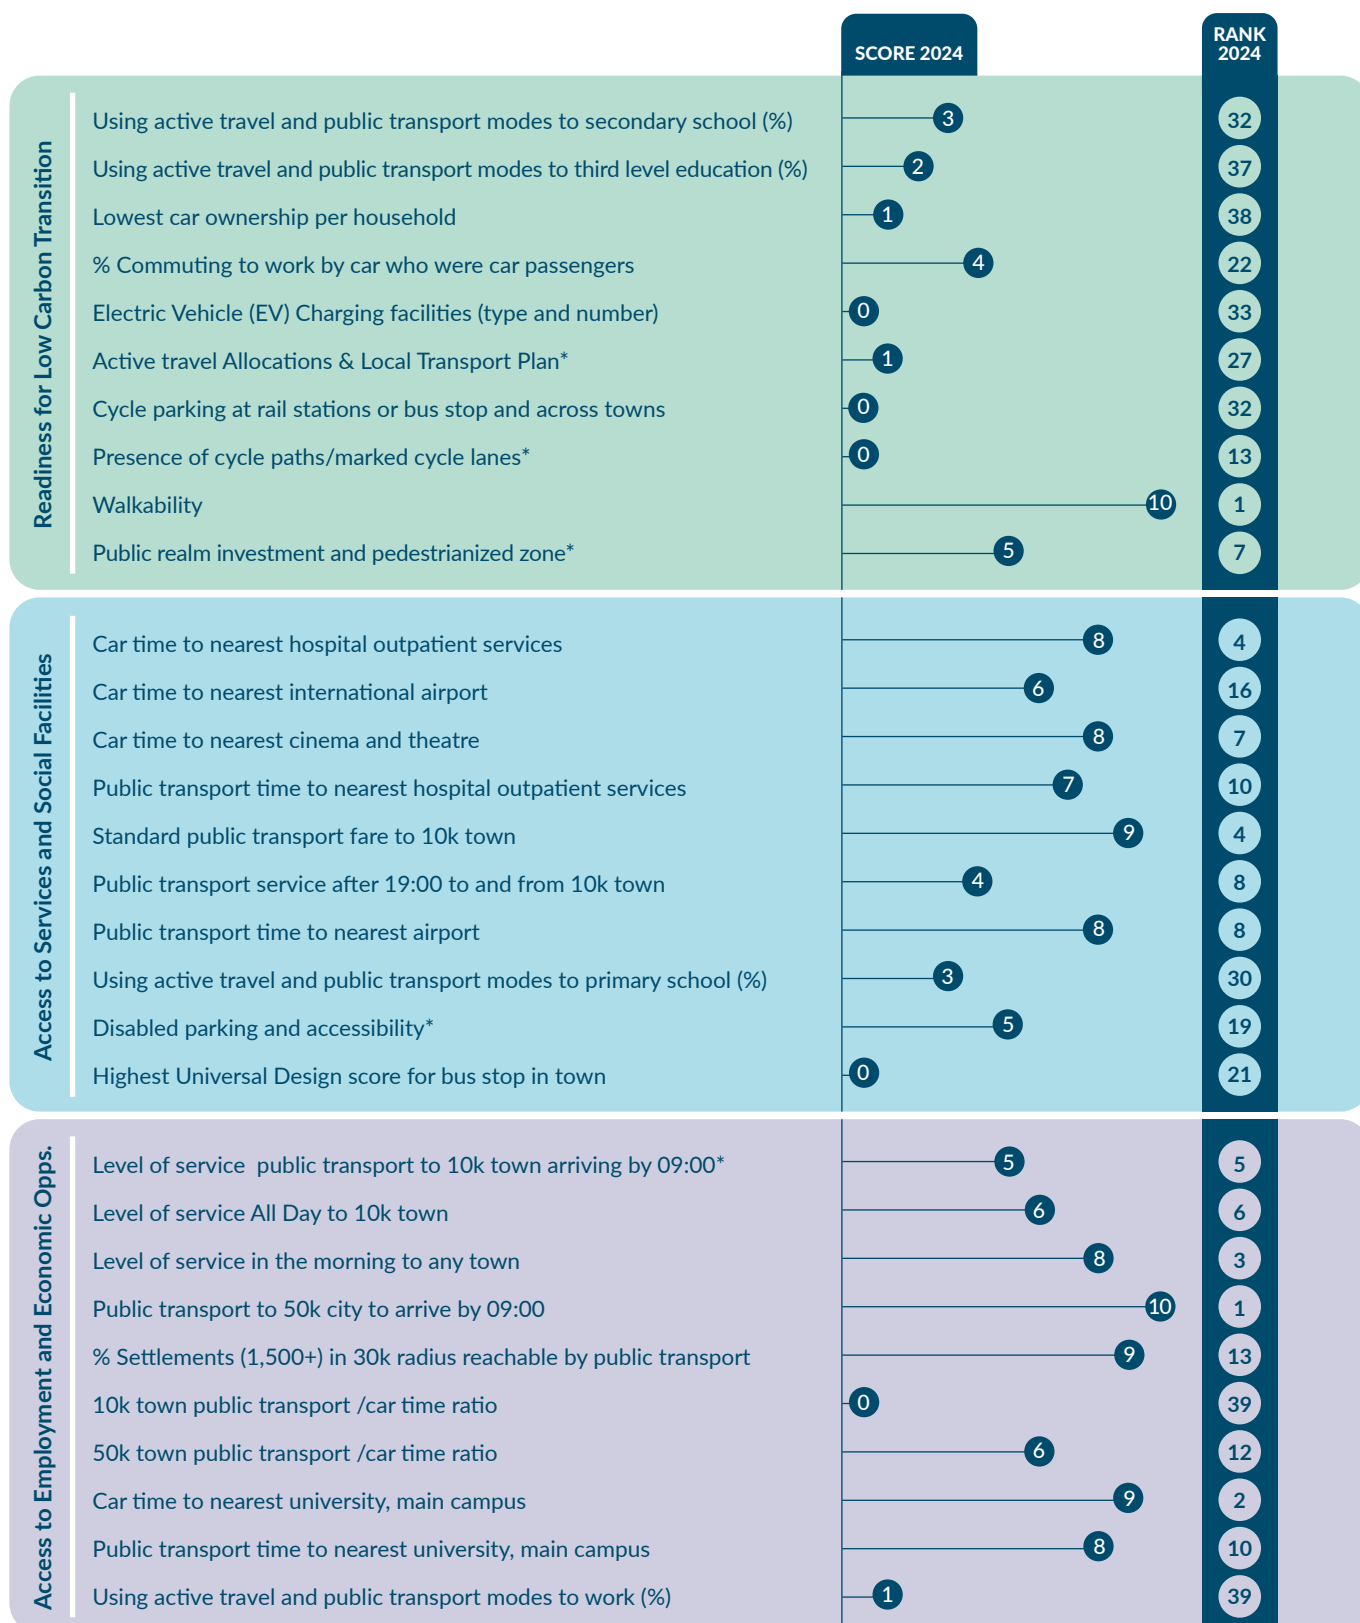 SCORE 2024
RANK
2024
Readiness for Low Carbon Transition
Using active travel and public transport modes to secondary school (%) 3 32
Using active travel and public transport modes to third level education (%) 2 37
Lowest car ownership per household 1 38
% Commuting to work by car who were car passengers 4 22
Electric Vehicle (EV) Charging facilities (type and number) 0 33
Active travel Allocations & Local Transport Plan* 1 27
Cycle parking at rail stations or bus stop and across towns 0 32
Presence of cycle paths/marked cycle lanes* 0 13
Walkability 10 1
Public realm investment and pedestrianized zone* 5 7
Access to Services and Social Facilities
Car time to nearest hospital outpatient services 8 4
Car time to nearest international airport 6 16
Car time to nearest cinema and theatre 8 7
Public transport time to nearest hospital outpatient services 7 10
Standard public transport fare to 10k town 9 4
Public transport service after 19:00 to and from 10k town 4 8
Public transport time to nearest airport 8 8
Using active travel and public transport modes to primary school (%) 3 30
Disabled parking and accessibility* 5 19
Highest Universal Design score for bus stop in town 0 21
Access to Employment and Economic Opps.
Level of service public transport to 10k town arriving by 09:00* 5 5
Level of service All Day to 10k town 6 6
Level of service in the morning to any town 8 3
Public transport to 50k city to arrive by 09:00 10 1
% Settlements (1,500+) in 30k radius reachable by public transport 9 13
10k town public transport /car time ratio 0 39
50k town public transport /car time ratio 6 12
Car time to nearest university, main campus 9 2
Public transport time to nearest university, main campus 8 10
Using active travel and public transport modes to work (%) 1 39